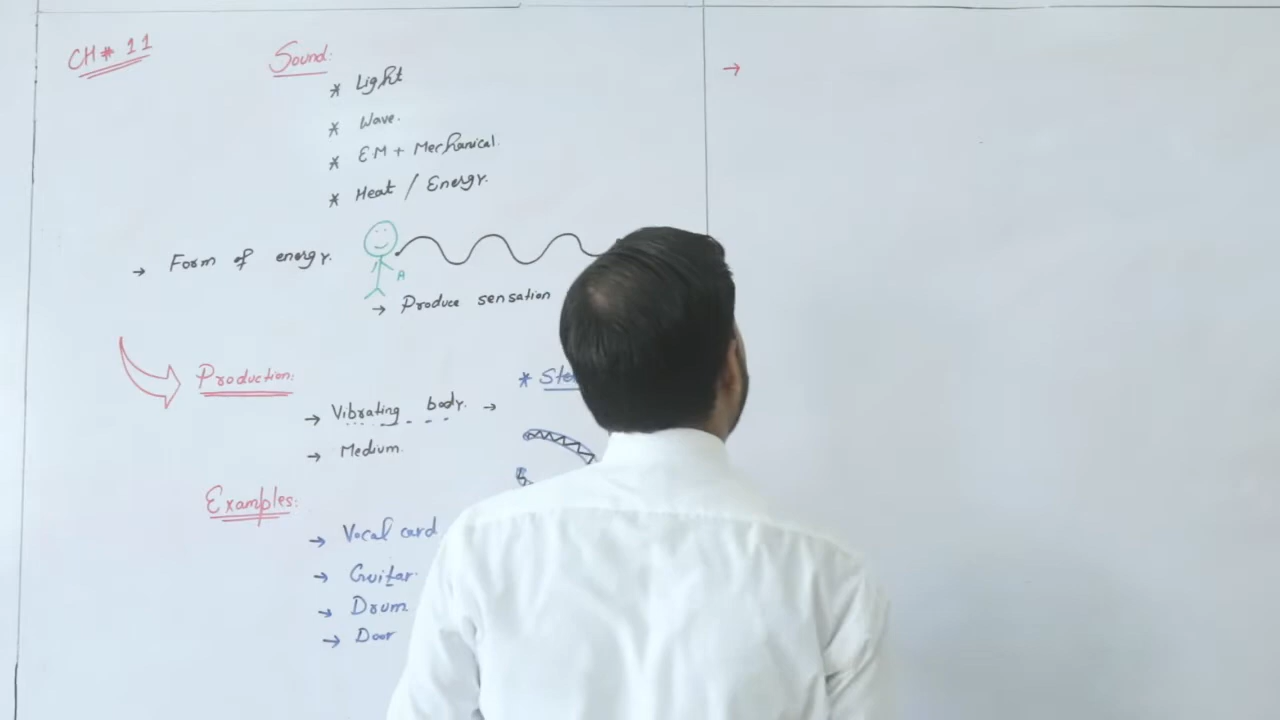 CH# 11
Sound:
* Light
* Wave.
* EM + Mechanical.
* Heat / Energy.
→ Form of energy.
A
→ Produce sensation
Production:
→ Vibrating body. →
→ Medium.
Examples:
→ Vocal card
→ Guitar.
→ Drum
→ Door
→